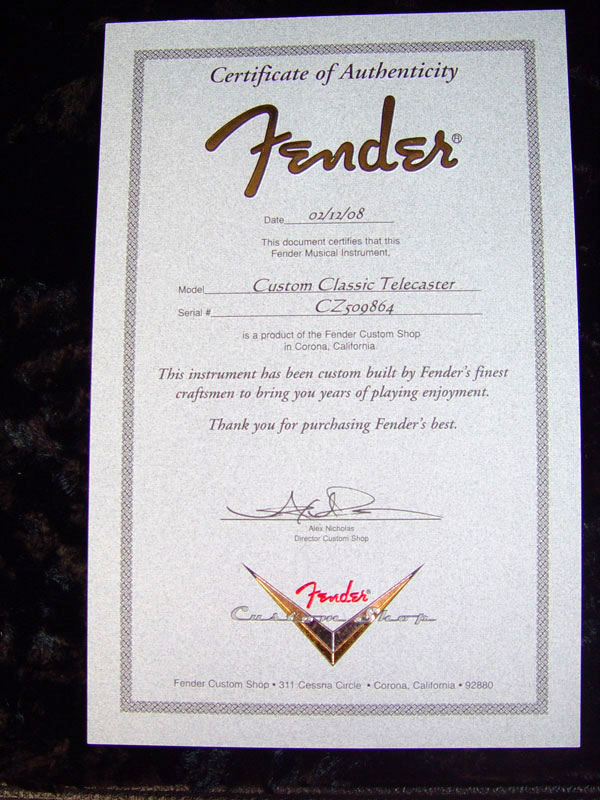 Certificate of Authenticity
Fender®
Date 02/12/08
This document certifies that this
Fender Musical Instrument,
Model Custom Classic Telecaster
Serial # CZ509864
is a product of the Fender Custom Shop
in Corona, California.
This instrument has been custom built by Fender's finest
craftsmen to bring you years of playing enjoyment.
Thank you for purchasing Fender's best.
Alex Nicholas
Director Custom Shop
Fender®
Custom Shop
Fender Custom Shop • 311 Cessna Circle • Corona, California • 92880